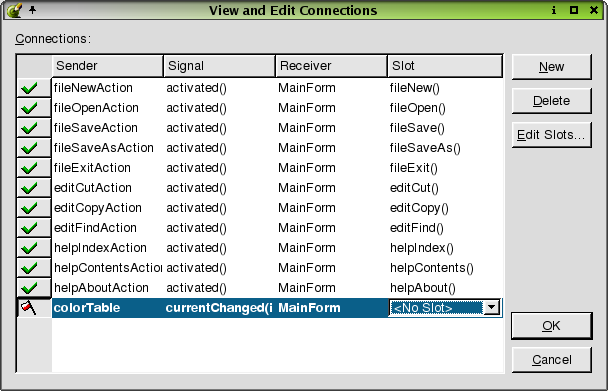 View and Edit Connections
Connections:
Sender Signal Receiver Slot
fileNewAction activated() MainForm fileNew()
fileOpenAction activated() MainForm fileOpen()
fileSaveAction activated() MainForm fileSave()
fileSaveAsAction activated() MainForm fileSaveAs()
fileExitAction activated() MainForm fileExit()
editCutAction activated() MainForm editCut()
editCopyAction activated() MainForm editCopy()
editFindAction activated() MainForm editFind()
helpIndexAction activated() MainForm helpIndex()
helpContentsAction activated() MainForm helpContents()
helpAboutAction activated() MainForm helpAbout()
colorTable currentChanged(i MainForm <No Slot>
New
Delete
Edit Slots...
OK
Cancel